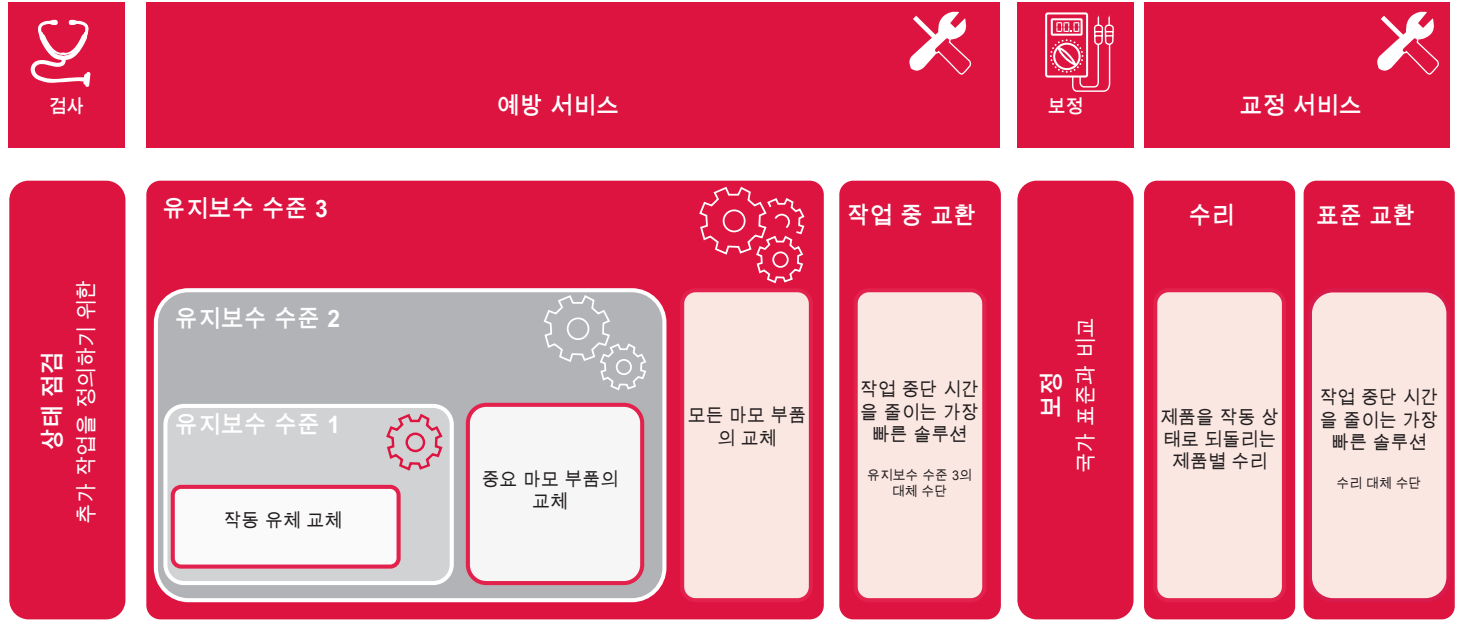 검사
예방 서비스
00.0
보정
교정 서비스
상태 점검
추가 작업을 정의하기 위한
유지보수 수준 3
유지보수 수준 2
유지보수 수준 1
작동 유체 교체
중요 마모 부품의
교체
모든 마모 부품
의 교체
작업 중 교환
작업 중단 시간
을 줄이는 가장
빠른 솔루션
유지보수 수준 3의
대체 수단
보정
국가 표준과 비교
수리
제품을 작동 상
태로 되돌리는
제품별 수리
표준 교환
작업 중단 시간
을 줄이는 가장
빠른 솔루션
수리 대체 수단